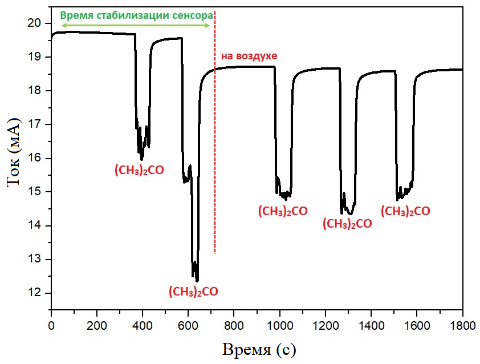 Время стабилизации сенсора
на воздухе
20
19
18
17
16
15
14
13
12
Ток (мА)
(CH₃)₂CO
(CH₃)₂CO
(CH₃)₂CO
(CH₃)₂CO
(CH₃)₂CO
0 200 400 600 800 1000 1200 1400 1600 1800
Время (с)